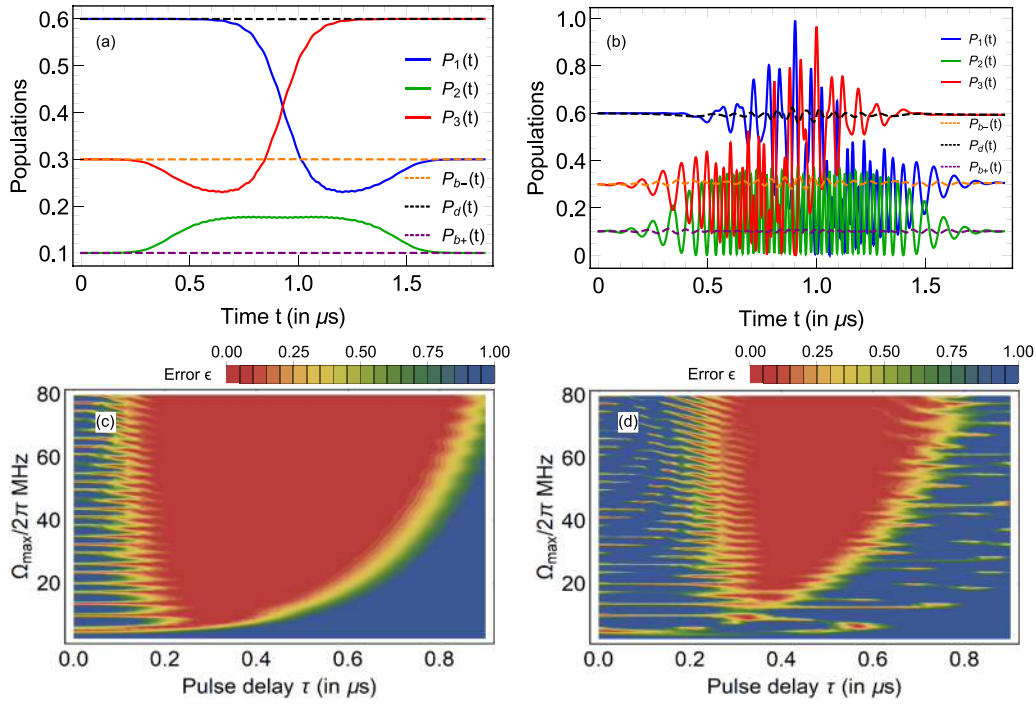 (a)
Populations
0.6
0.5
0.4
0.3
0.2
0.1
P1(t)
P2(t)
P3(t)
Pb−(t)
Pd(t)
Pb+(t)
0.0 0.5 1.0 1.5
Time t (in μs)
(b)
Populations
1.0
0.8
0.6
0.4
0.2
0
P1(t)
P2(t)
P3(t)
Pb−(t)
Pd(t)
Pb+(t)
0 0.5 1.0 1.5
Time t (in μs)
0.00 0.25 0.50 0.75 1.00
Error ϵ
(c)
Ωmax/2π MHz
80
60
40
20
0.0 0.2 0.4 0.6 0.8
Pulse delay τ (in μs)
0.00 0.25 0.50 0.75 1.00
Error ϵ
(d)
Ωmax/2π MHz
80
60
40
20
0.0 0.2 0.4 0.6 0.8
Pulse delay τ (in μs)